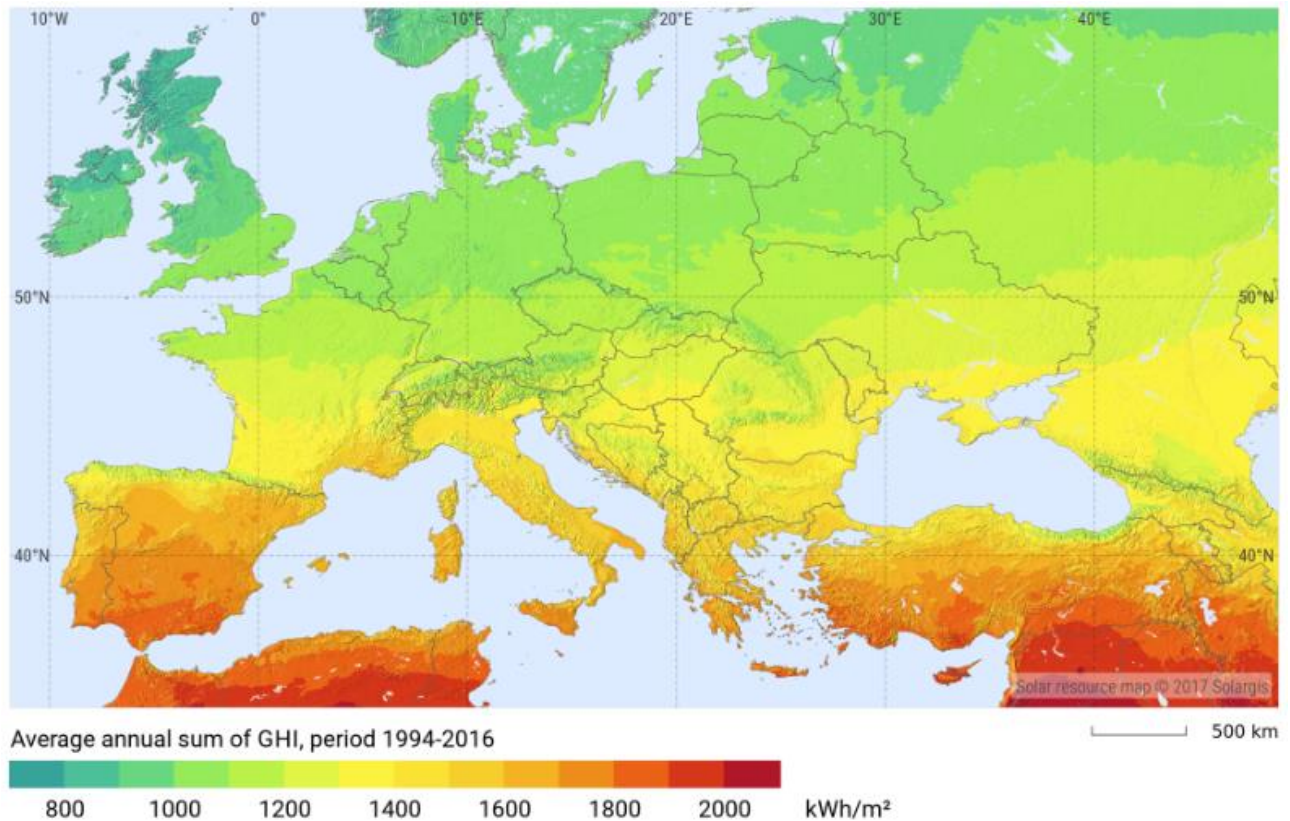 10°W 0° 10°E 20°E 30°E 40°E
50°N 50°N
40°N 40°N
Solar resource map © 2017 Solargis
Average annual sum of GHI, period 1994-2016
500 km
800 1000 1200 1400 1600 1800 2000 kWh/m²